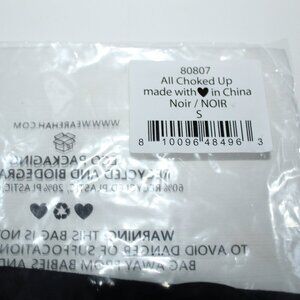 80807
All Choked Up
made with♥in China
Noir / NOIR
S
8 10096 48496 3
WWW.WEAREHAH.COM
ECO PACKAGING
RECYCLED AND BIODEGRA
60% RECYCLED PLASTIC, 20% PLASTIC
WARNING: THIS BAG IS NO
TO AVOID DANGER OF SUFFOCATION
BAG AWAY FROM BABIES AND